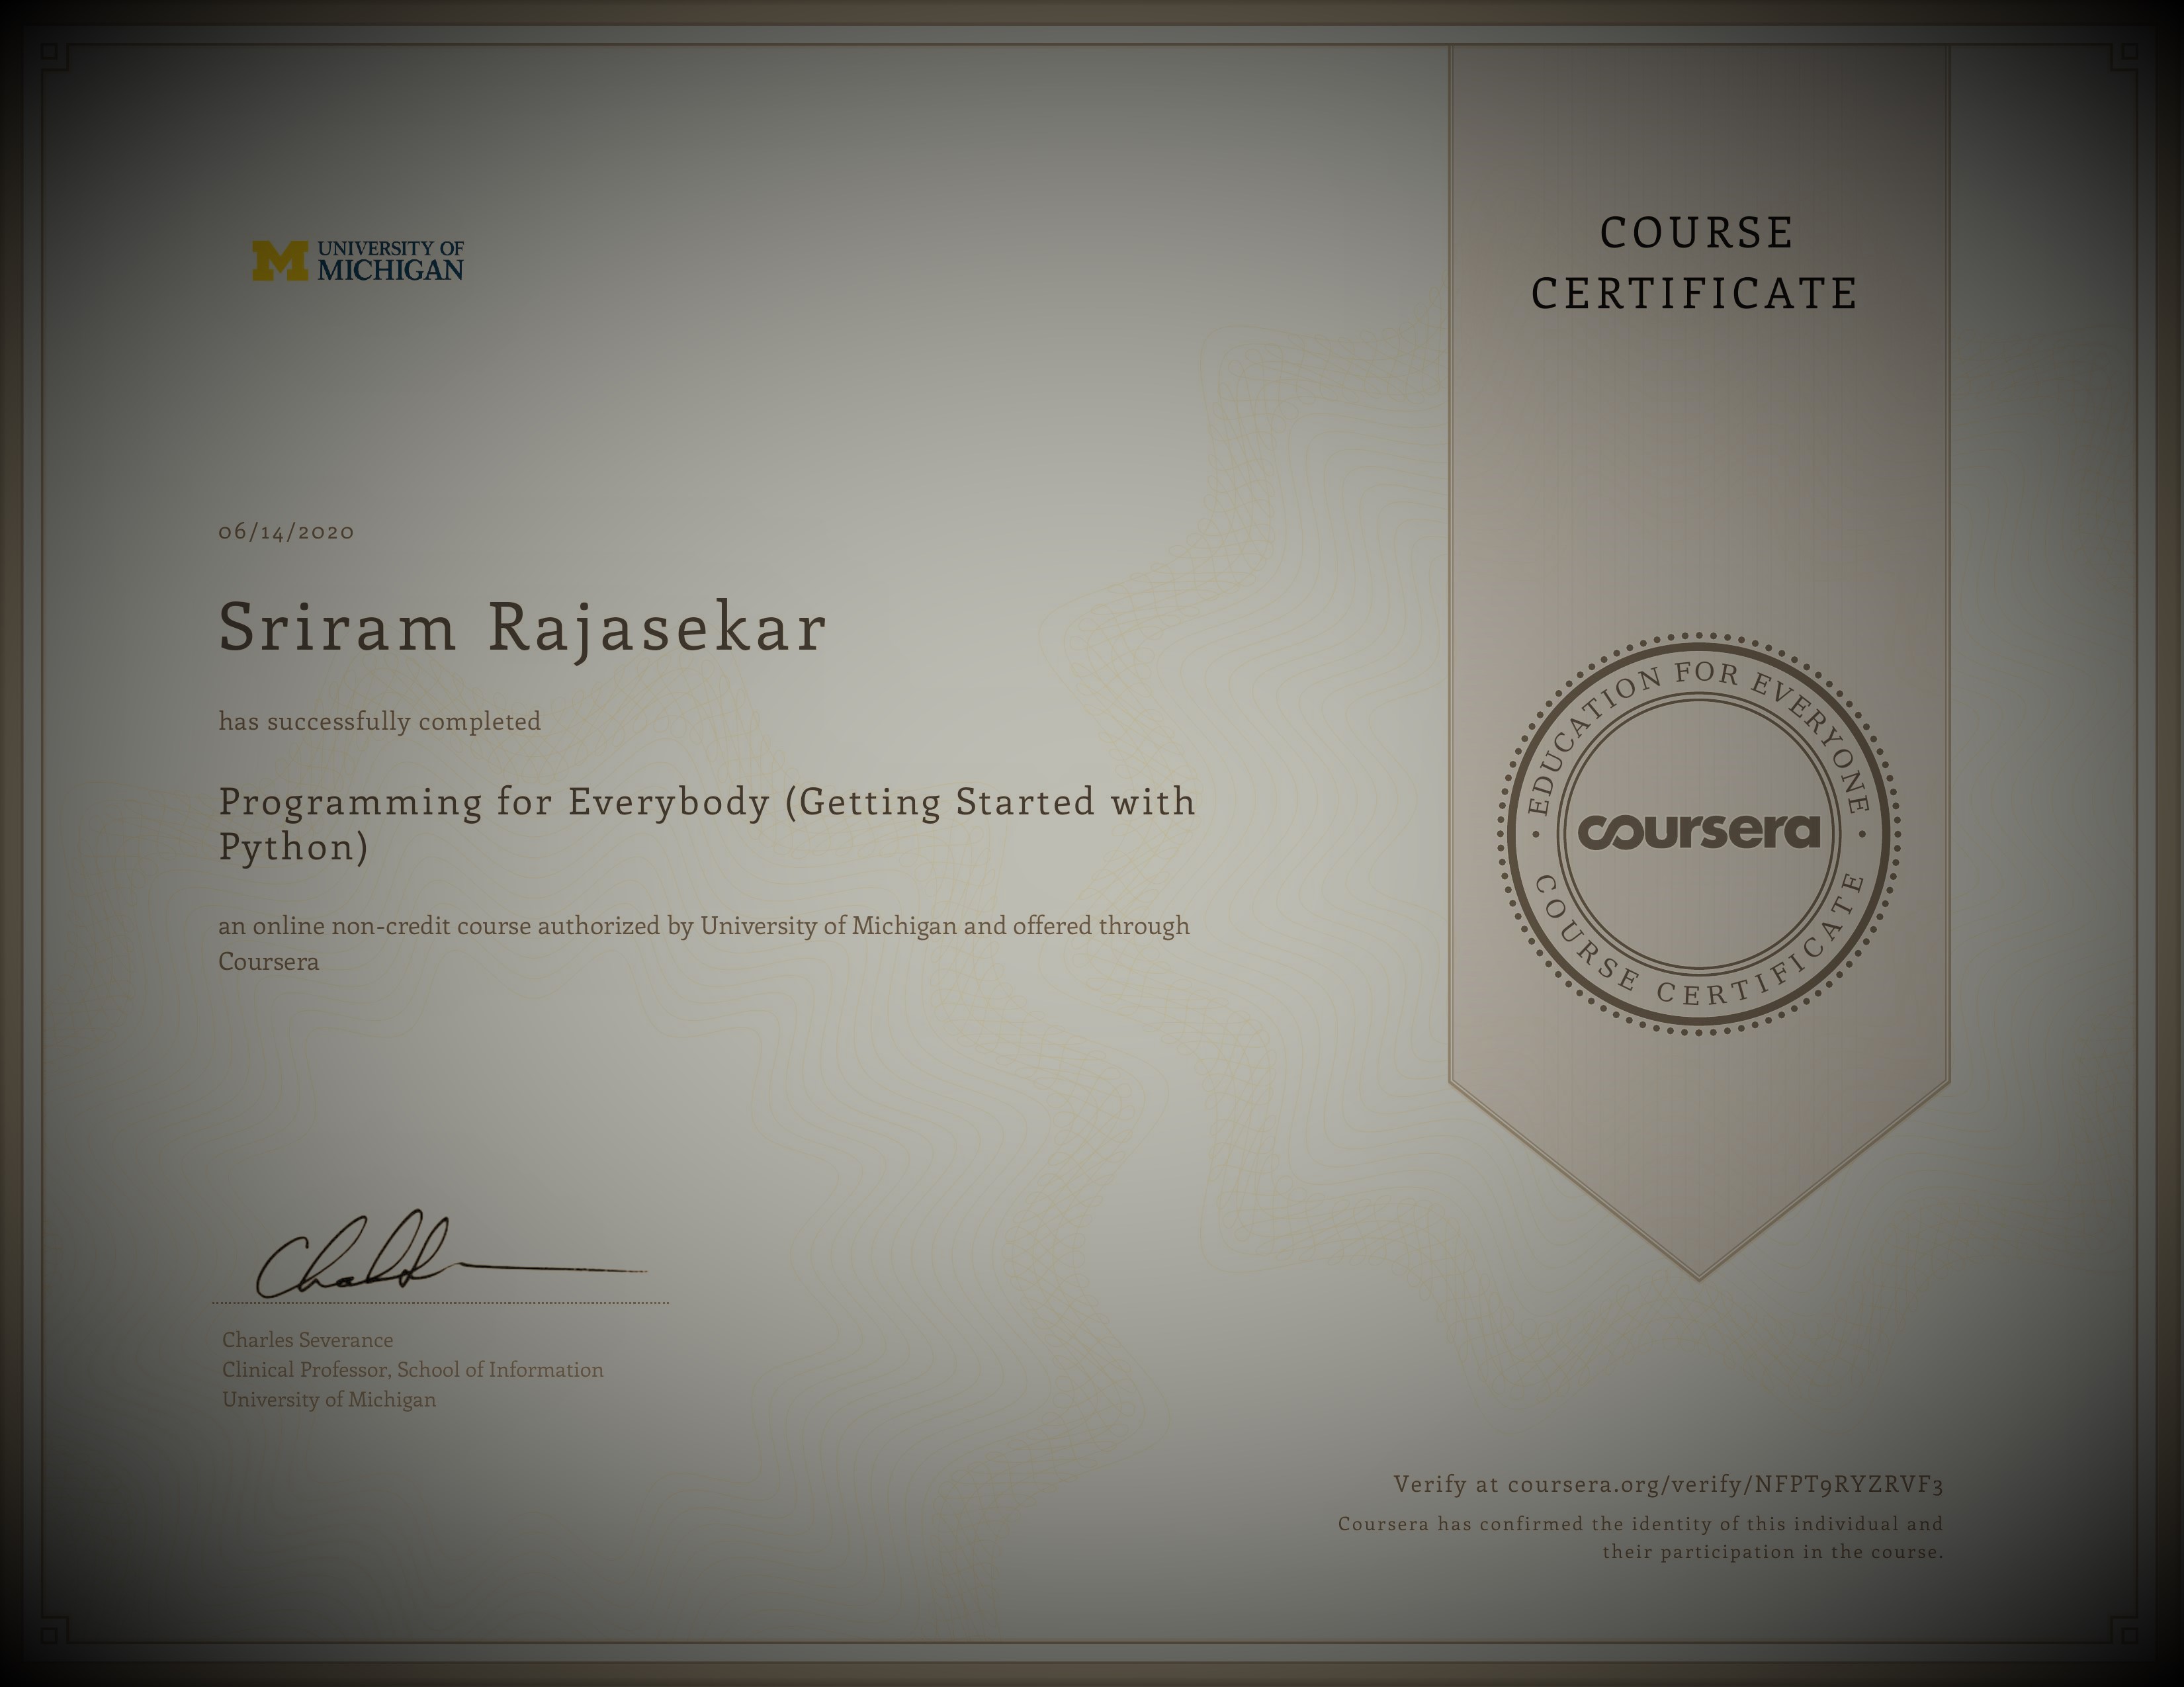 UNIVERSITY OF
MICHIGAN
COURSE
CERTIFICATE
06/14/2020
Sriram Rajasekar
has successfully completed
Programming for Everybody (Getting Started with
Python)
an online non-credit course authorized by University of Michigan and offered through
Coursera
EDUCATION FOR EVERYONE
coursera
COURSE CERTIFICATE
Charles Severance
Clinical Professor, School of Information
University of Michigan
Verify at coursera.org/verify/NFPT9RYZRVF3
Coursera has confirmed the identity of this individual and
their participation in the course.